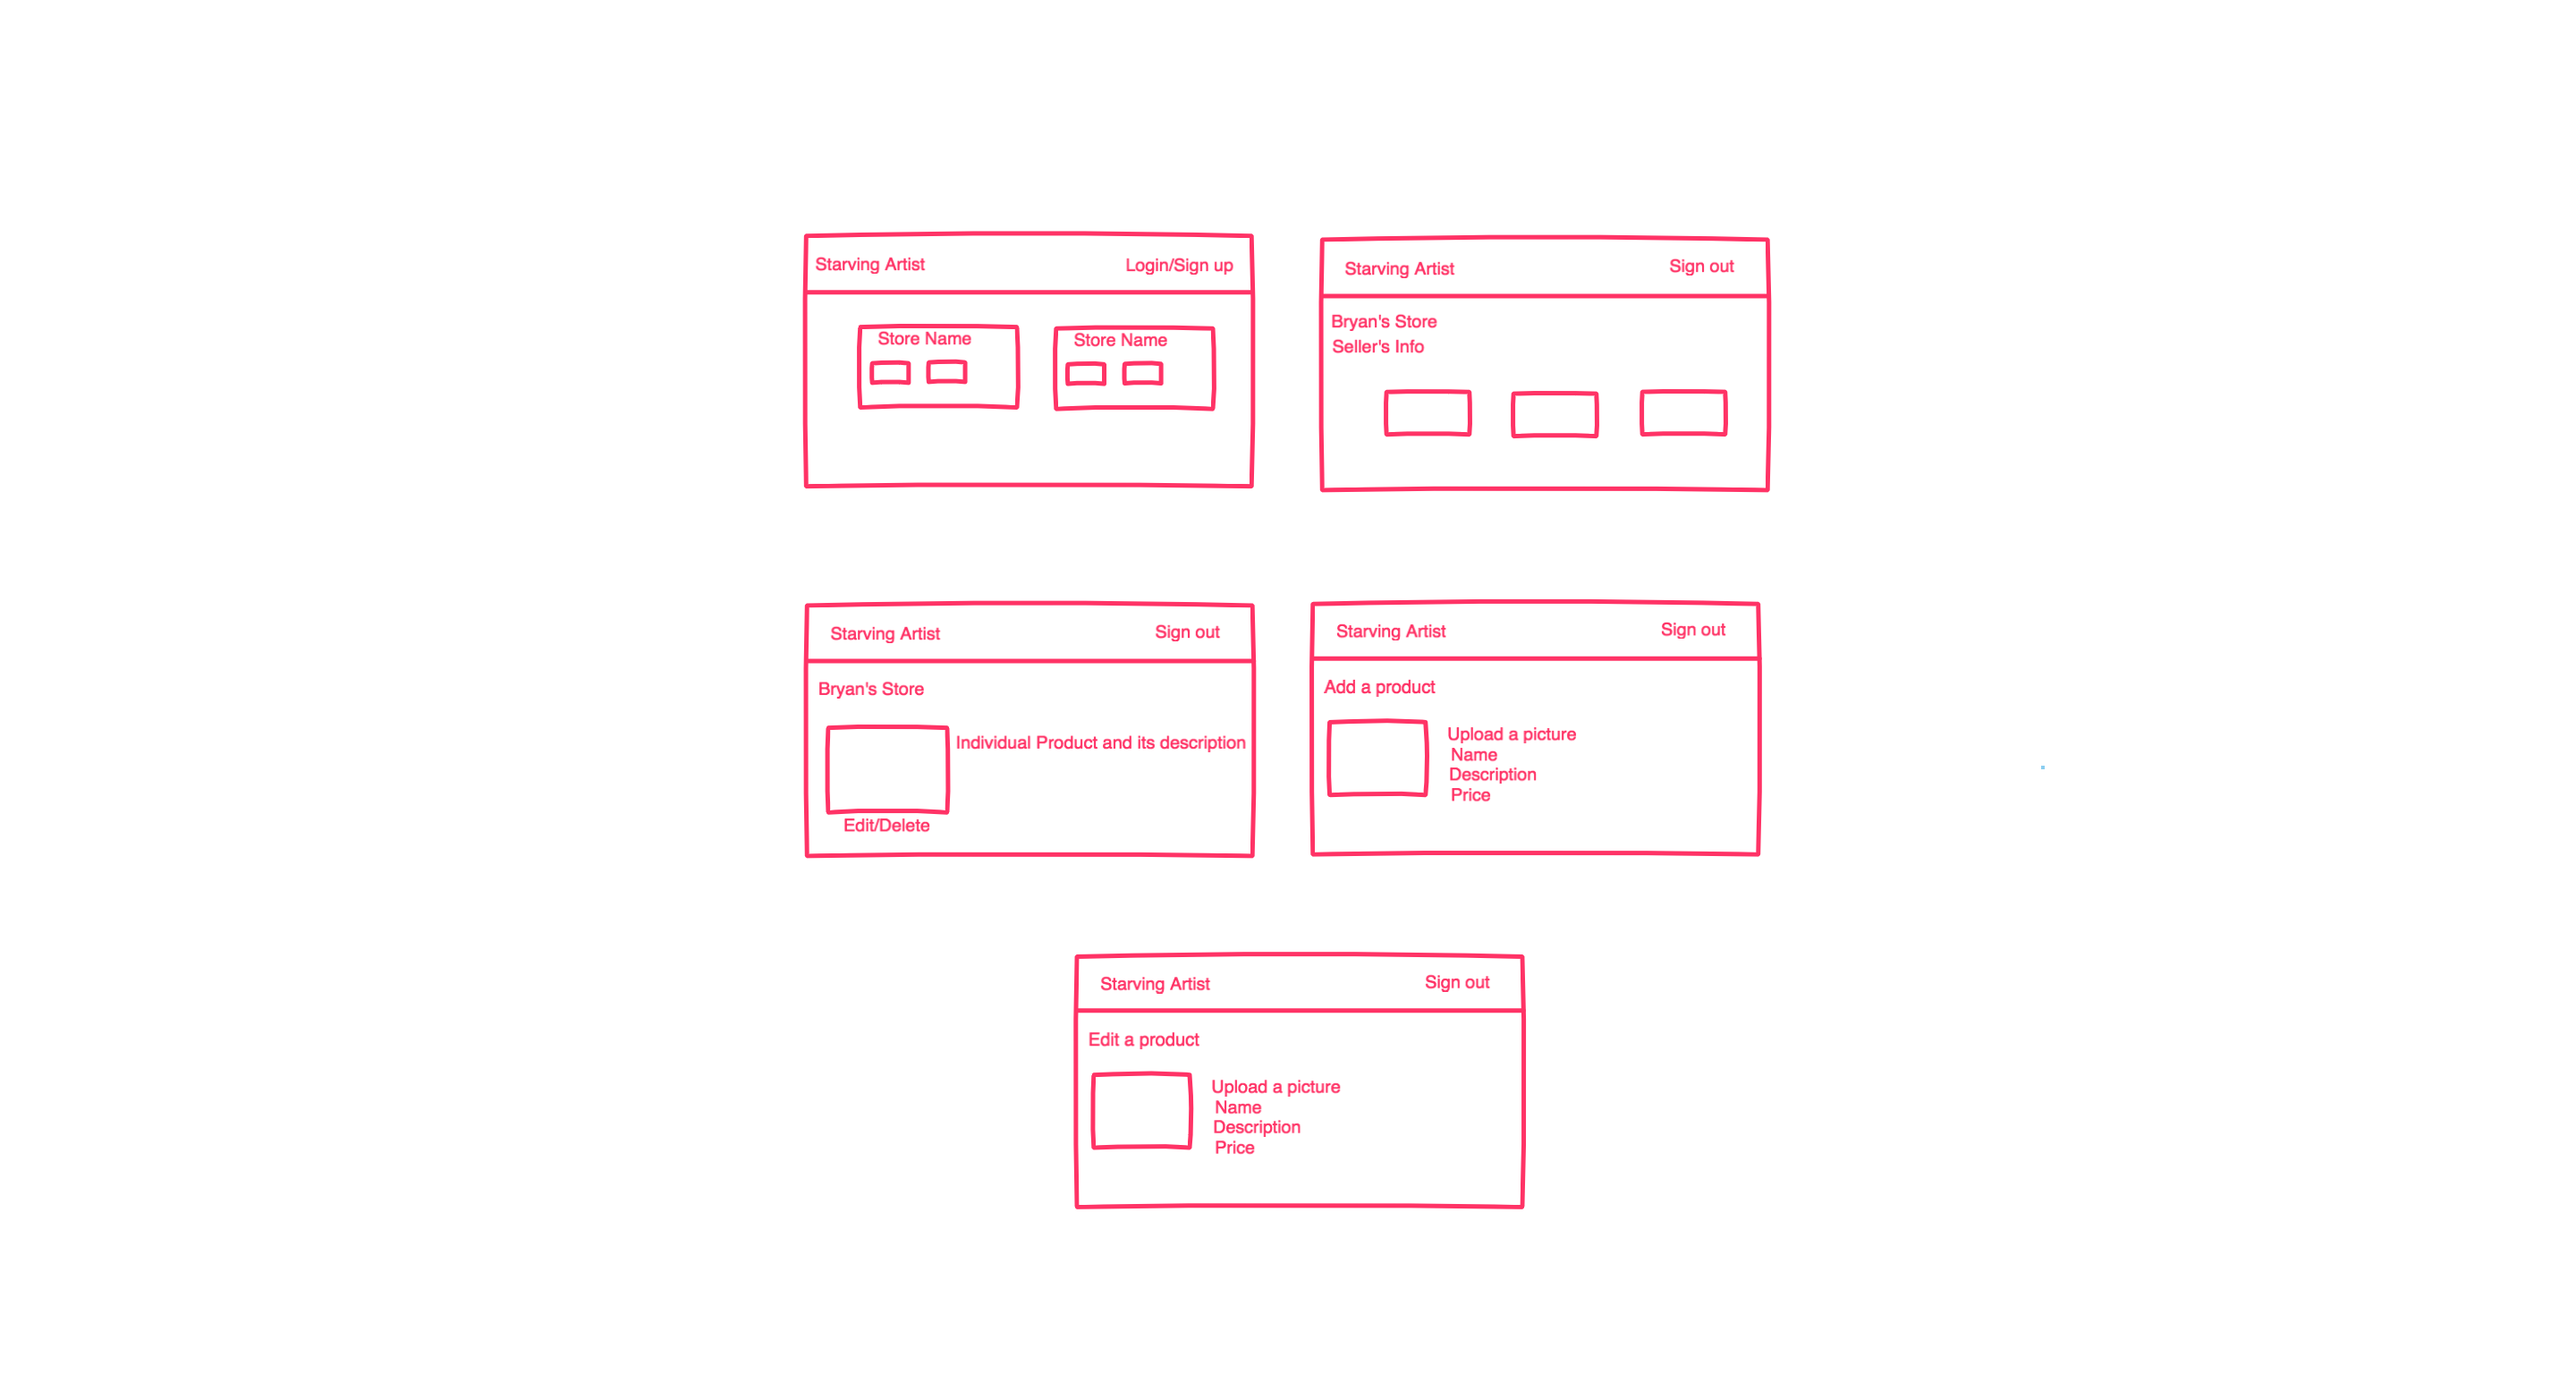 Starving Artist
Login/Sign up
Store Name
Store Name
Starving Artist
Sign out
Bryan's Store
Seller's Info
Starving Artist
Sign out
Bryan's Store
Individual Product and its description
Edit/Delete
Starving Artist
Sign out
Add a product
Upload a picture
Name
Description
Price
Starving Artist
Sign out
Edit a product
Upload a picture
Name
Description
Price